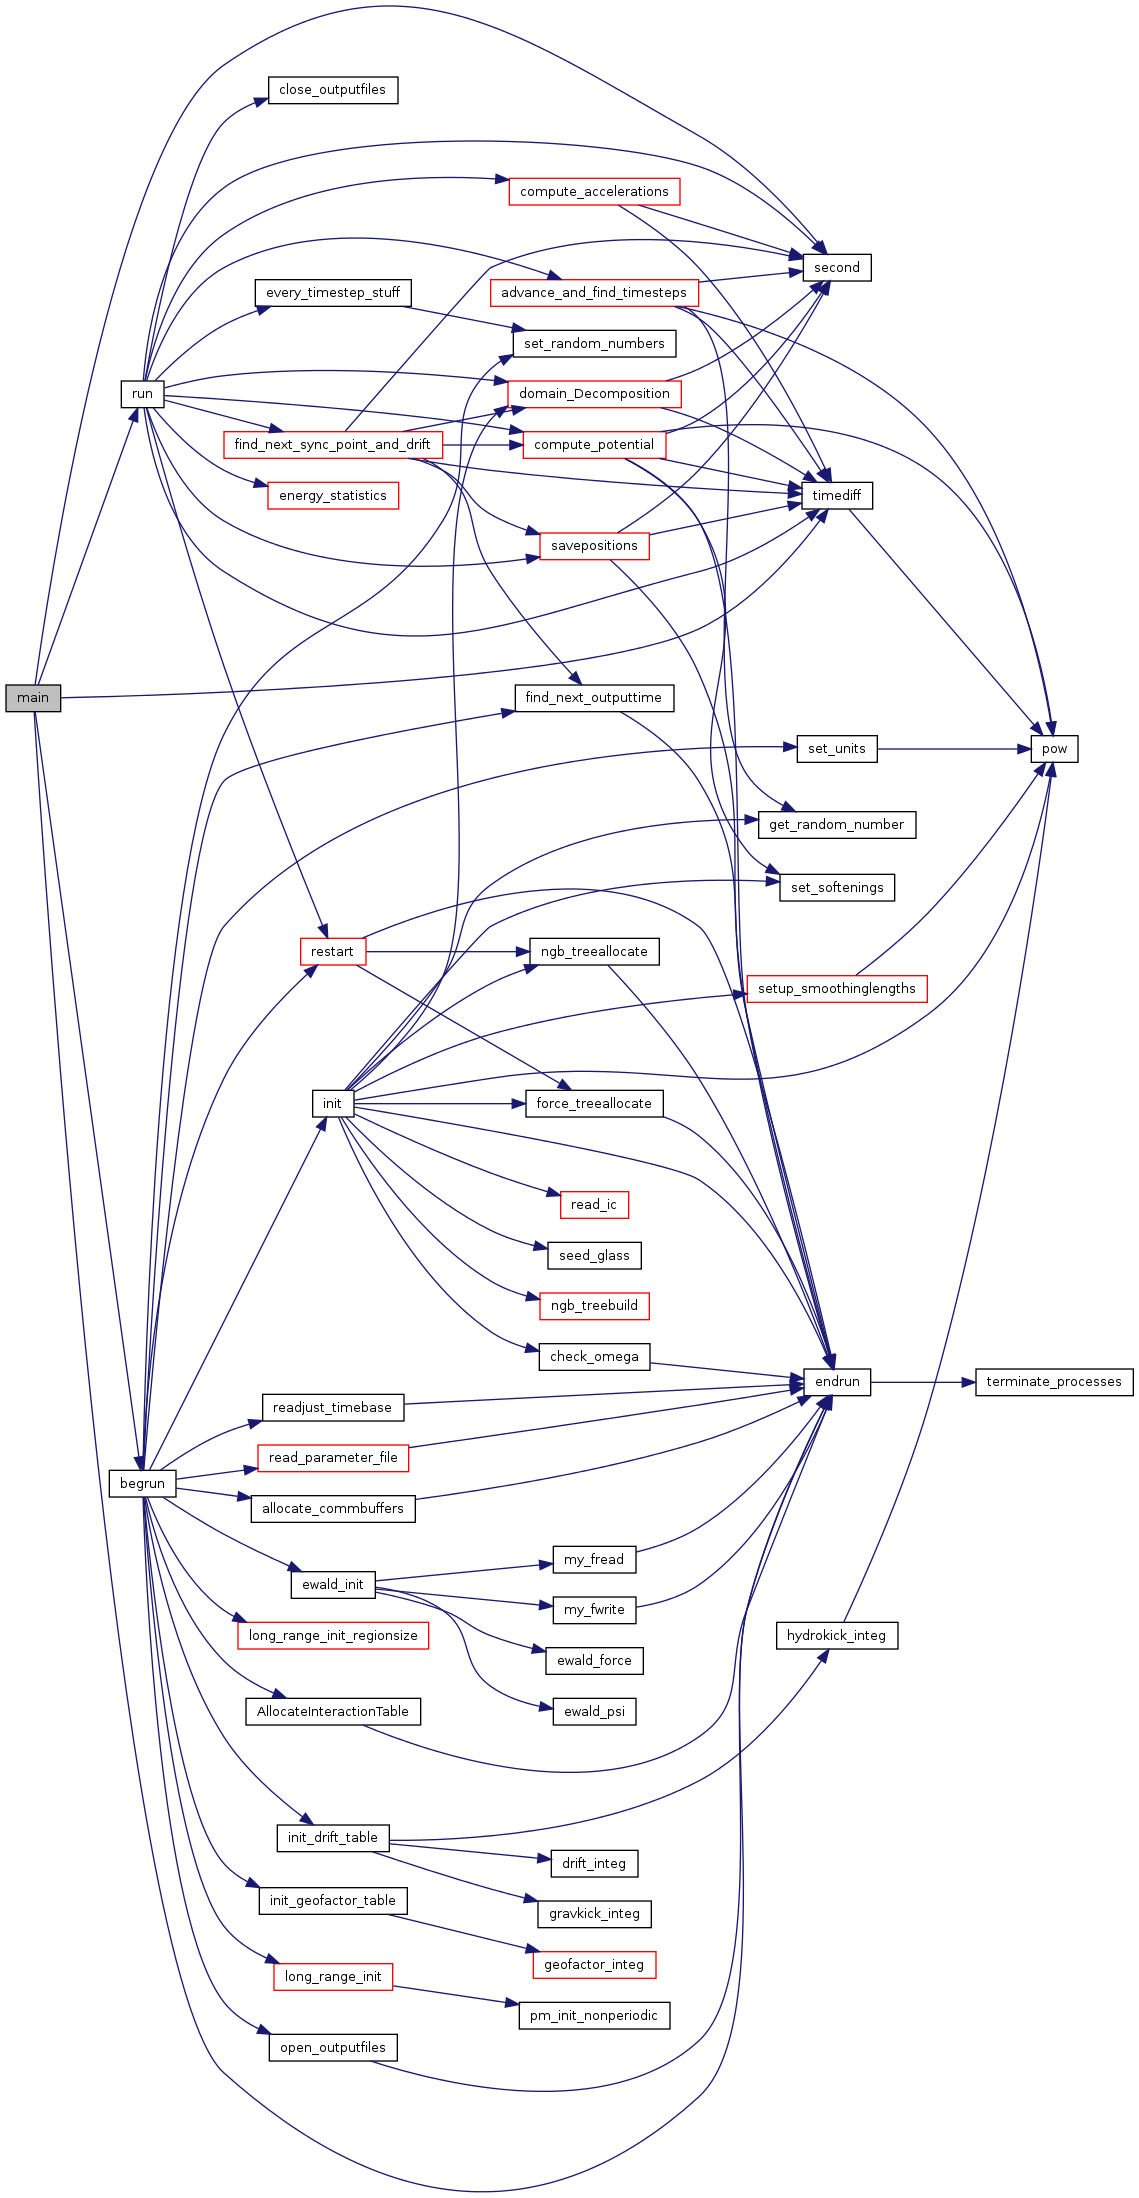 close_outputfiles
compute_accelerations
second
every_timestep_stuff
advance_and_find_timesteps
set_random_numbers
run
domain_Decomposition
find_next_sync_point_and_drift
compute_potential
energy_statistics
timediff
savepositions
main
find_next_outputtime
set_units
pow
get_random_number
set_softenings
restart
ngb_treeallocate
setup_smoothinglengths
init
force_treeallocate
read_ic
seed_glass
ngb_treebuild
check_omega
endrun
terminate_processes
readjust_timebase
read_parameter_file
begrun
allocate_commbuffers
my_fread
ewald_init
my_fwrite
long_range_init_regionsize
hydrokick_integ
ewald_force
AllocateInteractionTable
ewald_psi
init_drift_table
drift_integ
init_geofactor_table
gravkick_integ
geofactor_integ
long_range_init
pm_init_nonperiodic
open_outputfiles